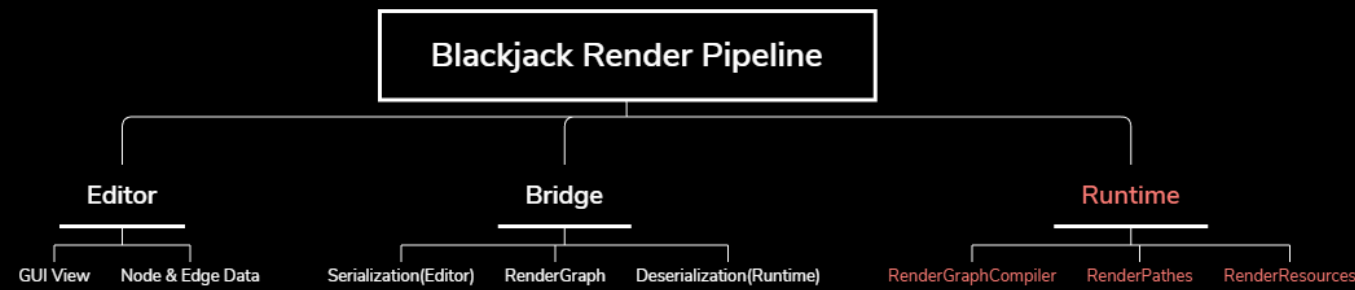 Blackjack Render Pipeline
Editor
Bridge
Runtime
GUI View
Node & Edge Data
Serialization(Editor)
RenderGraph
Deserialization(Runtime)
RenderGraphCompiler
RenderPathes
RenderResources